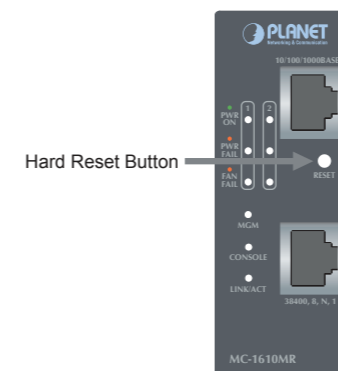 PLANET
Networking & Communication
10/100/1000BASE
1 2
PWR
ON
PWR
FAIL
Hard Reset Button
RESET
FAN
FAIL
MGM
CONSOLE
LINK/ACT
38400, 8, N, 1
MC-1610MR